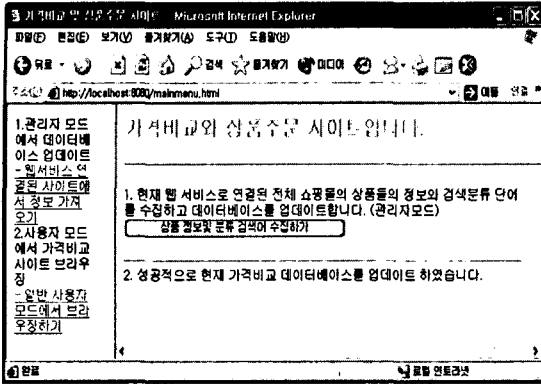 가격비교 및 상품주문 사이트 - Microsoft Internet Explorer
파일(F) 편집(E) 보기(V) 즐겨찾기(A) 도구(T) 도움말(H)
뒤로 검색 즐겨찾기 미디어
주소(D) http://localhost:8080/mainmenu.html 이동 연결
1.관리자 모드
에서 데이터베
이스 업데이트
- 웹서비스 연
결된 사이트에
서 정보 가져
오기
2.사용자 모드
에서 가격비교
사이트 브라우
징
- 일반 사용자
모드에서 브라
우징하기
가격비교와 상품주문 사이트입니다.
1. 현재 웹 서비스로 연결된 전체 쇼핑몰의 상품들의 정보와 검색분류 단어
를 수집하고 데이터베이스를 업데이트합니다. (관리자모드)
상품 정보및 분류 검색어 수집하기
2. 성공적으로 현재 가격비교 데이터베이스를 업데이트 하였습니다.
완료 로컬 인트라넷